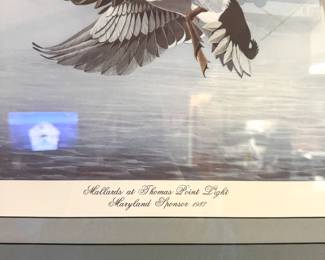 Mallards at Thomas Point Light
Maryland Sponsor 1987